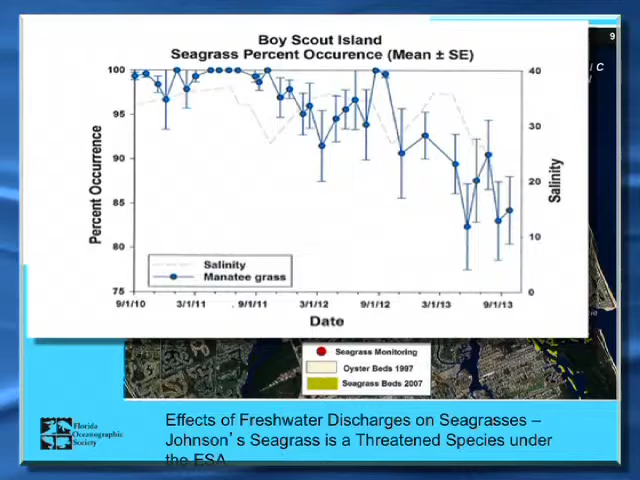 Boy Scout Island
Seagrass Percent Occurence (Mean ± SE)
9
C
100
95
90
85
80
75
Percent Occurrence
40
30
20
10
0
Salinity
Salinity
Manatee grass
9/1/10 3/1/11 9/1/11 3/1/12 9/1/12 3/1/13 9/1/13
Date
Seagrass Monitoring
Oyster Beds 1997
Seagrass Beds 2007
Florida
Oceanographic
Society
Effects of Freshwater Discharges on Seagrasses –
Johnson's Seagrass is a Threatened Species under
the ESA